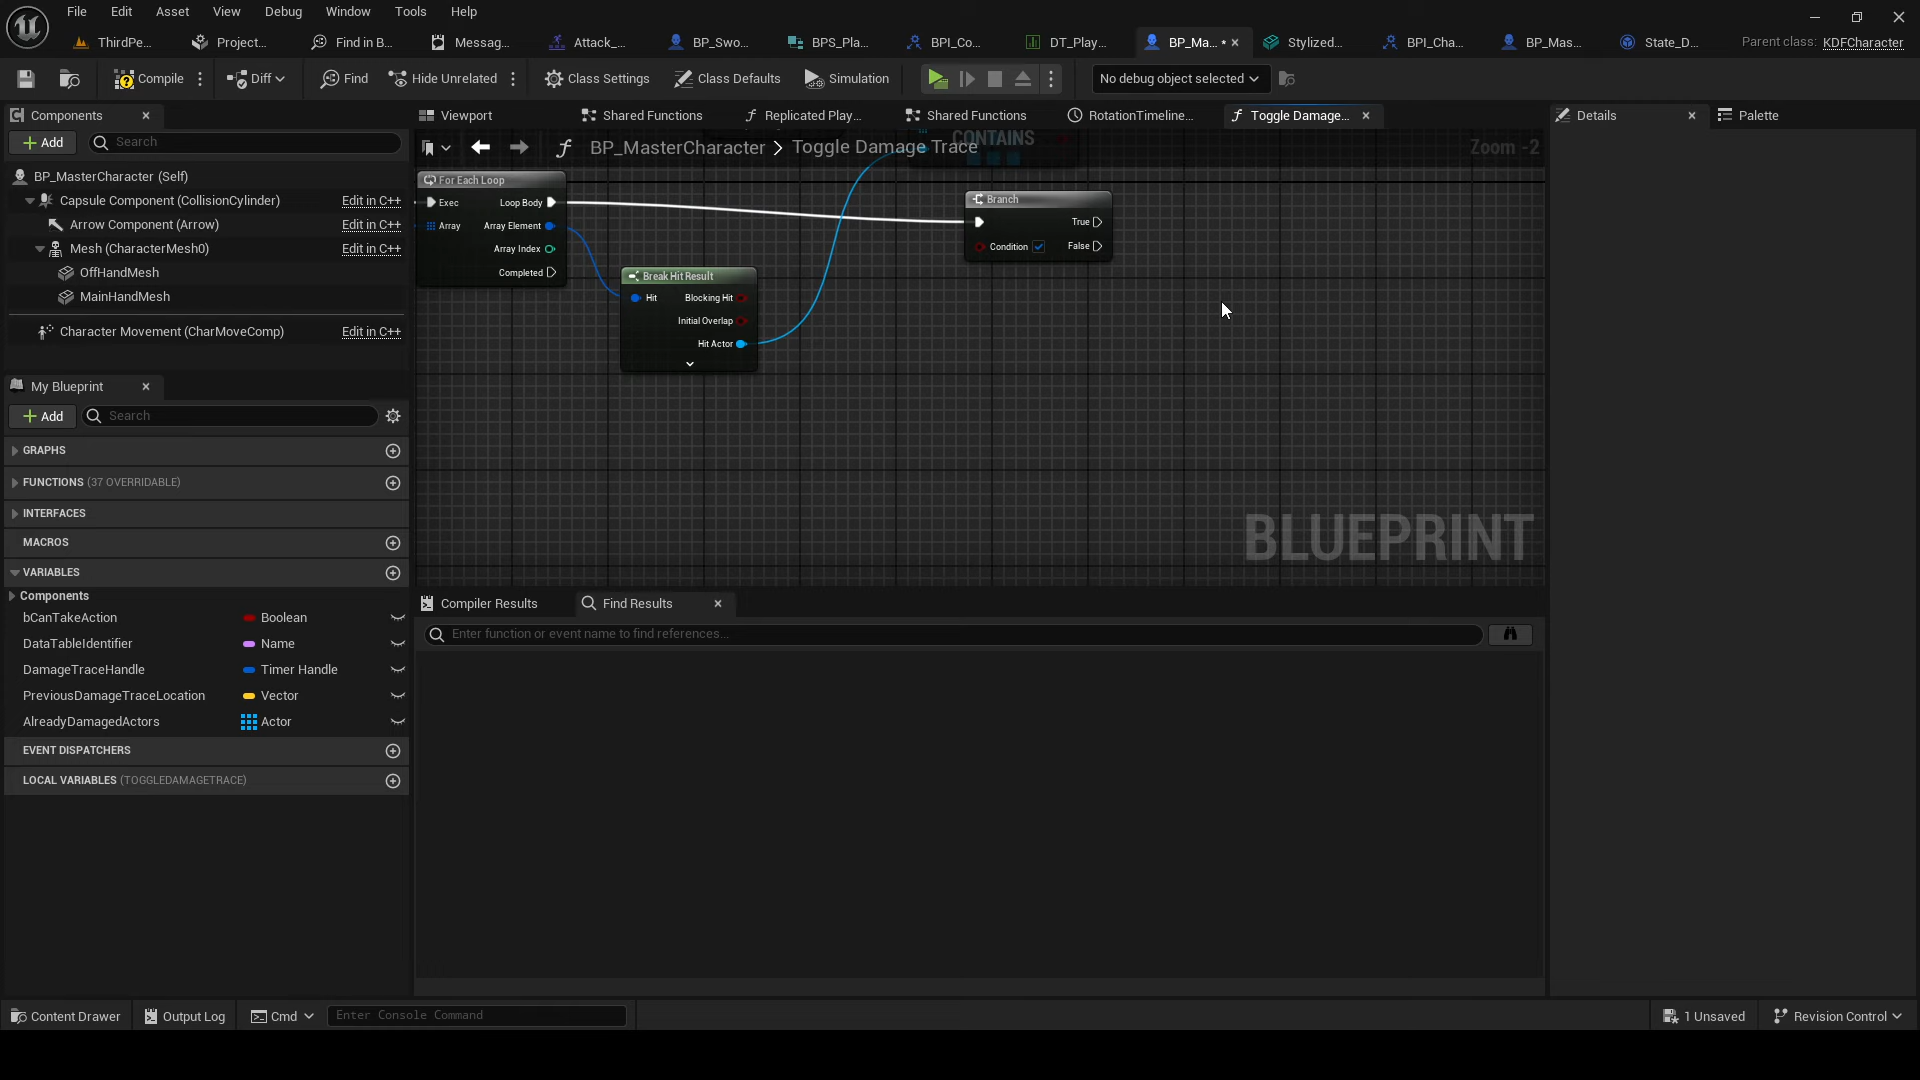 File Edit Asset View Debug Window Tools Help
ThirdPe... Project... Find in B... Messag... Attack_... BP_Swo... BPS_Pla... BPI_Co... DT_Play... BP_Ma... * Stylized... BPI_Cha... BP_Mas... State_D... Parent class: KDFCharacter
Compile Diff Find Hide Unrelated Class Settings Class Defaults Simulation No debug object selected
Components Viewport Shared Functions Replicated Play... Shared Functions RotationTimeline... Toggle Damage... Details Palette
Add Search
BP_MasterCharacter > Toggle Damage Trace Zoom -2
CONTAINS
BP_MasterCharacter (Self)
Capsule Component (CollisionCylinder) Edit in C++
Arrow Component (Arrow) Edit in C++
Mesh (CharacterMesh0) Edit in C++
OffHandMesh
MainHandMesh
Character Movement (CharMoveComp) Edit in C++
For Each Loop
Exec Loop Body
Array Array Element
Array Index
Completed
Break Hit Result
Hit Blocking Hit
Initial Overlap
Hit Actor
Branch
True
Condition False
BLUEPRINT
My Blueprint
Add Search
GRAPHS
FUNCTIONS (37 OVERRIDABLE)
INTERFACES
MACROS
VARIABLES
Components
bCanTakeAction Boolean
DataTableIdentifier Name
DamageTraceHandle Timer Handle
PreviousDamageTraceLocation Vector
AlreadyDamagedActors Actor
EVENT DISPATCHERS
LOCAL VARIABLES (TOGGLEDAMAGETRACE)
Compiler Results Find Results
Enter function or event name to find references...
Content Drawer Output Log Cmd Enter Console Command 1 Unsaved Revision Control